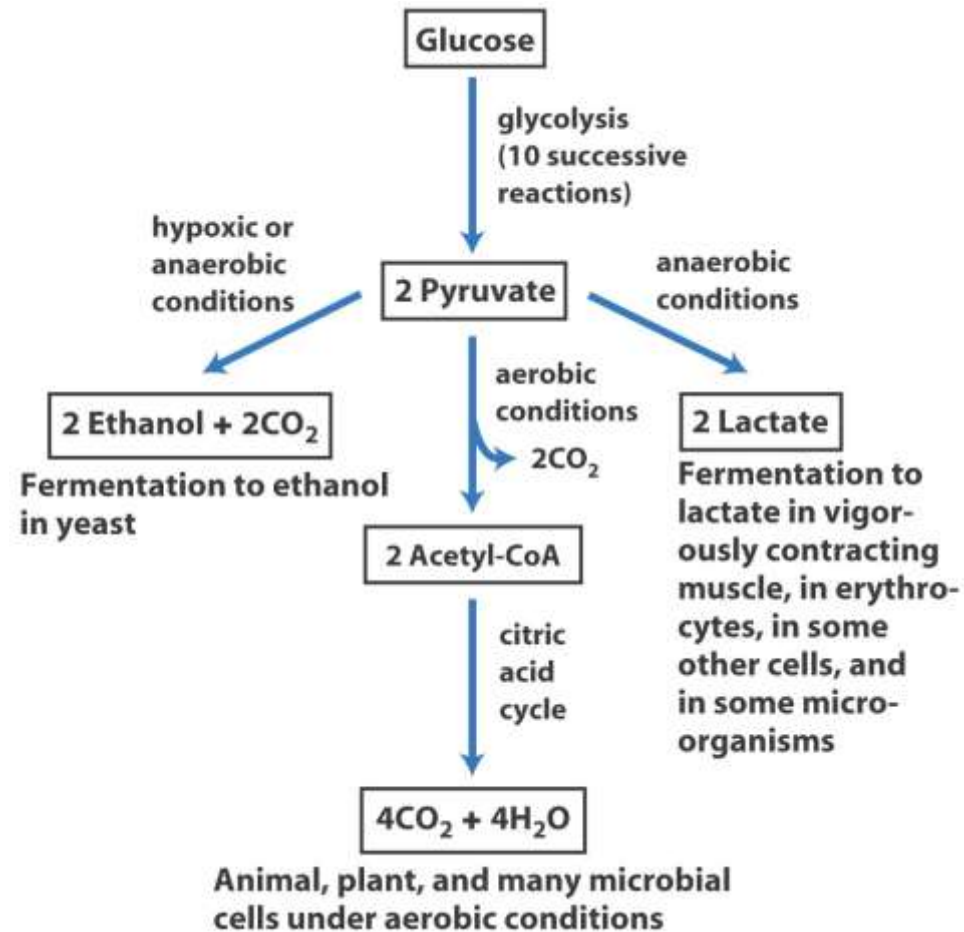 Glucose
glycolysis
(10 successive
reactions)
hypoxic or
anaerobic
conditions
2 Pyruvate
anaerobic
conditions
2 Ethanol + 2CO₂
Fermentation to ethanol
in yeast
aerobic
conditions
2CO₂
2 Lactate
Fermentation to
lactate in vigor-
ously contracting
muscle, in erythro-
cytes, in some
other cells, and
in some micro-
organisms
2 Acetyl-CoA
citric
acid
cycle
4CO₂ + 4H₂O
Animal, plant, and many microbial
cells under aerobic conditions